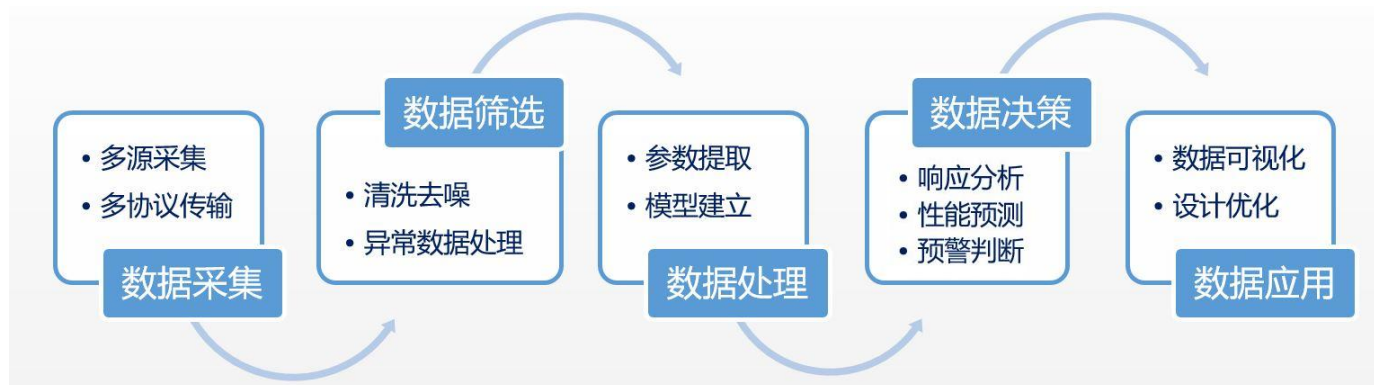 多源采集
多协议传输
数据采集
数据筛选
清洗去噪
异常数据处理
参数提取
模型建立
数据处理
数据决策
响应分析
性能预测
预警判断
数据可视化
设计优化
数据应用